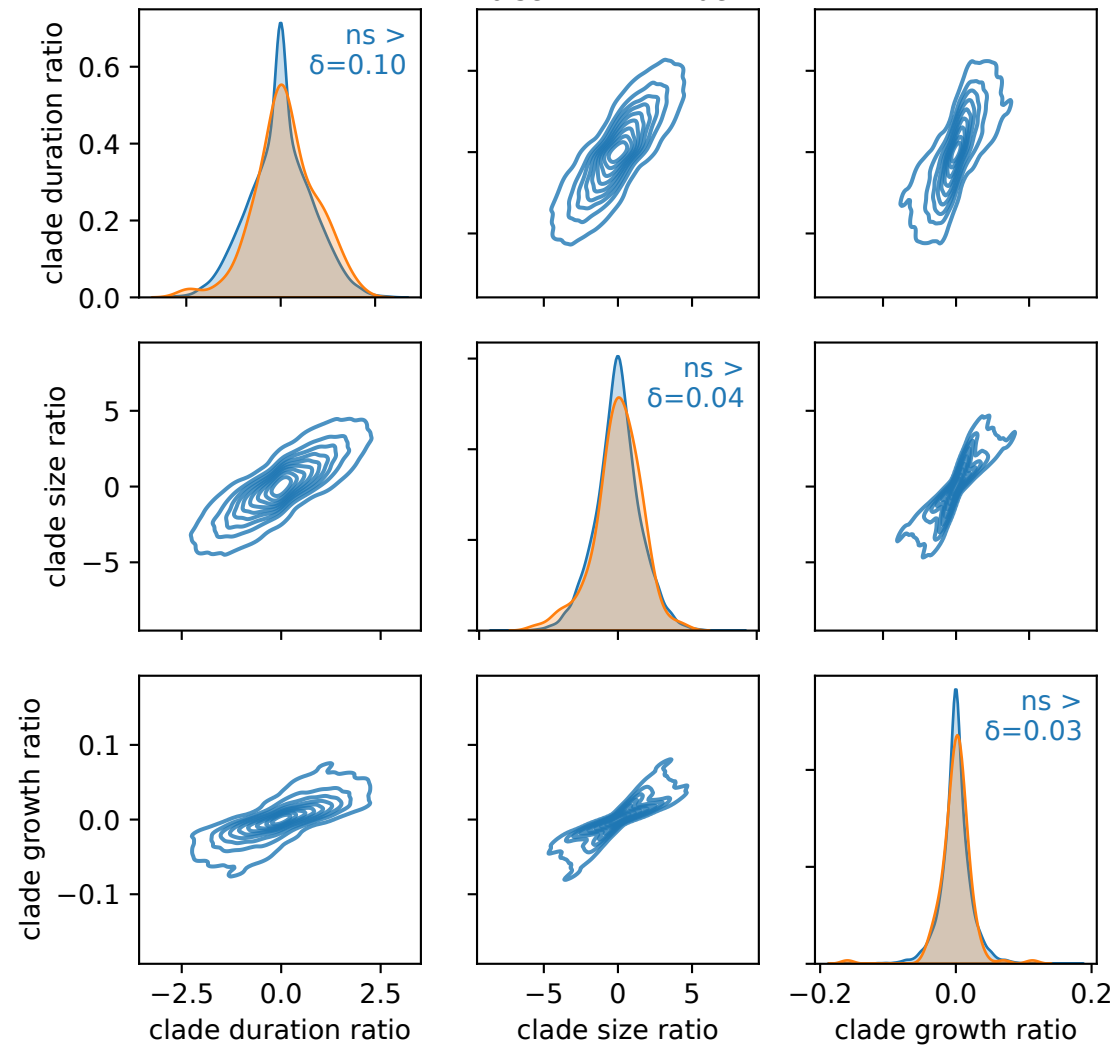 clade duration ratio
0.6
0.4
0.2
0.0
ns >
δ=0.10
clade size ratio
5
0
−5
ns >
δ=0.04
clade growth ratio
0.1
0.0
−0.1
ns >
δ=0.03
−2.5 0.0 2.5
−5 0 5
−0.2 0.0 0.2
clade duration ratio
clade size ratio
clade growth ratio